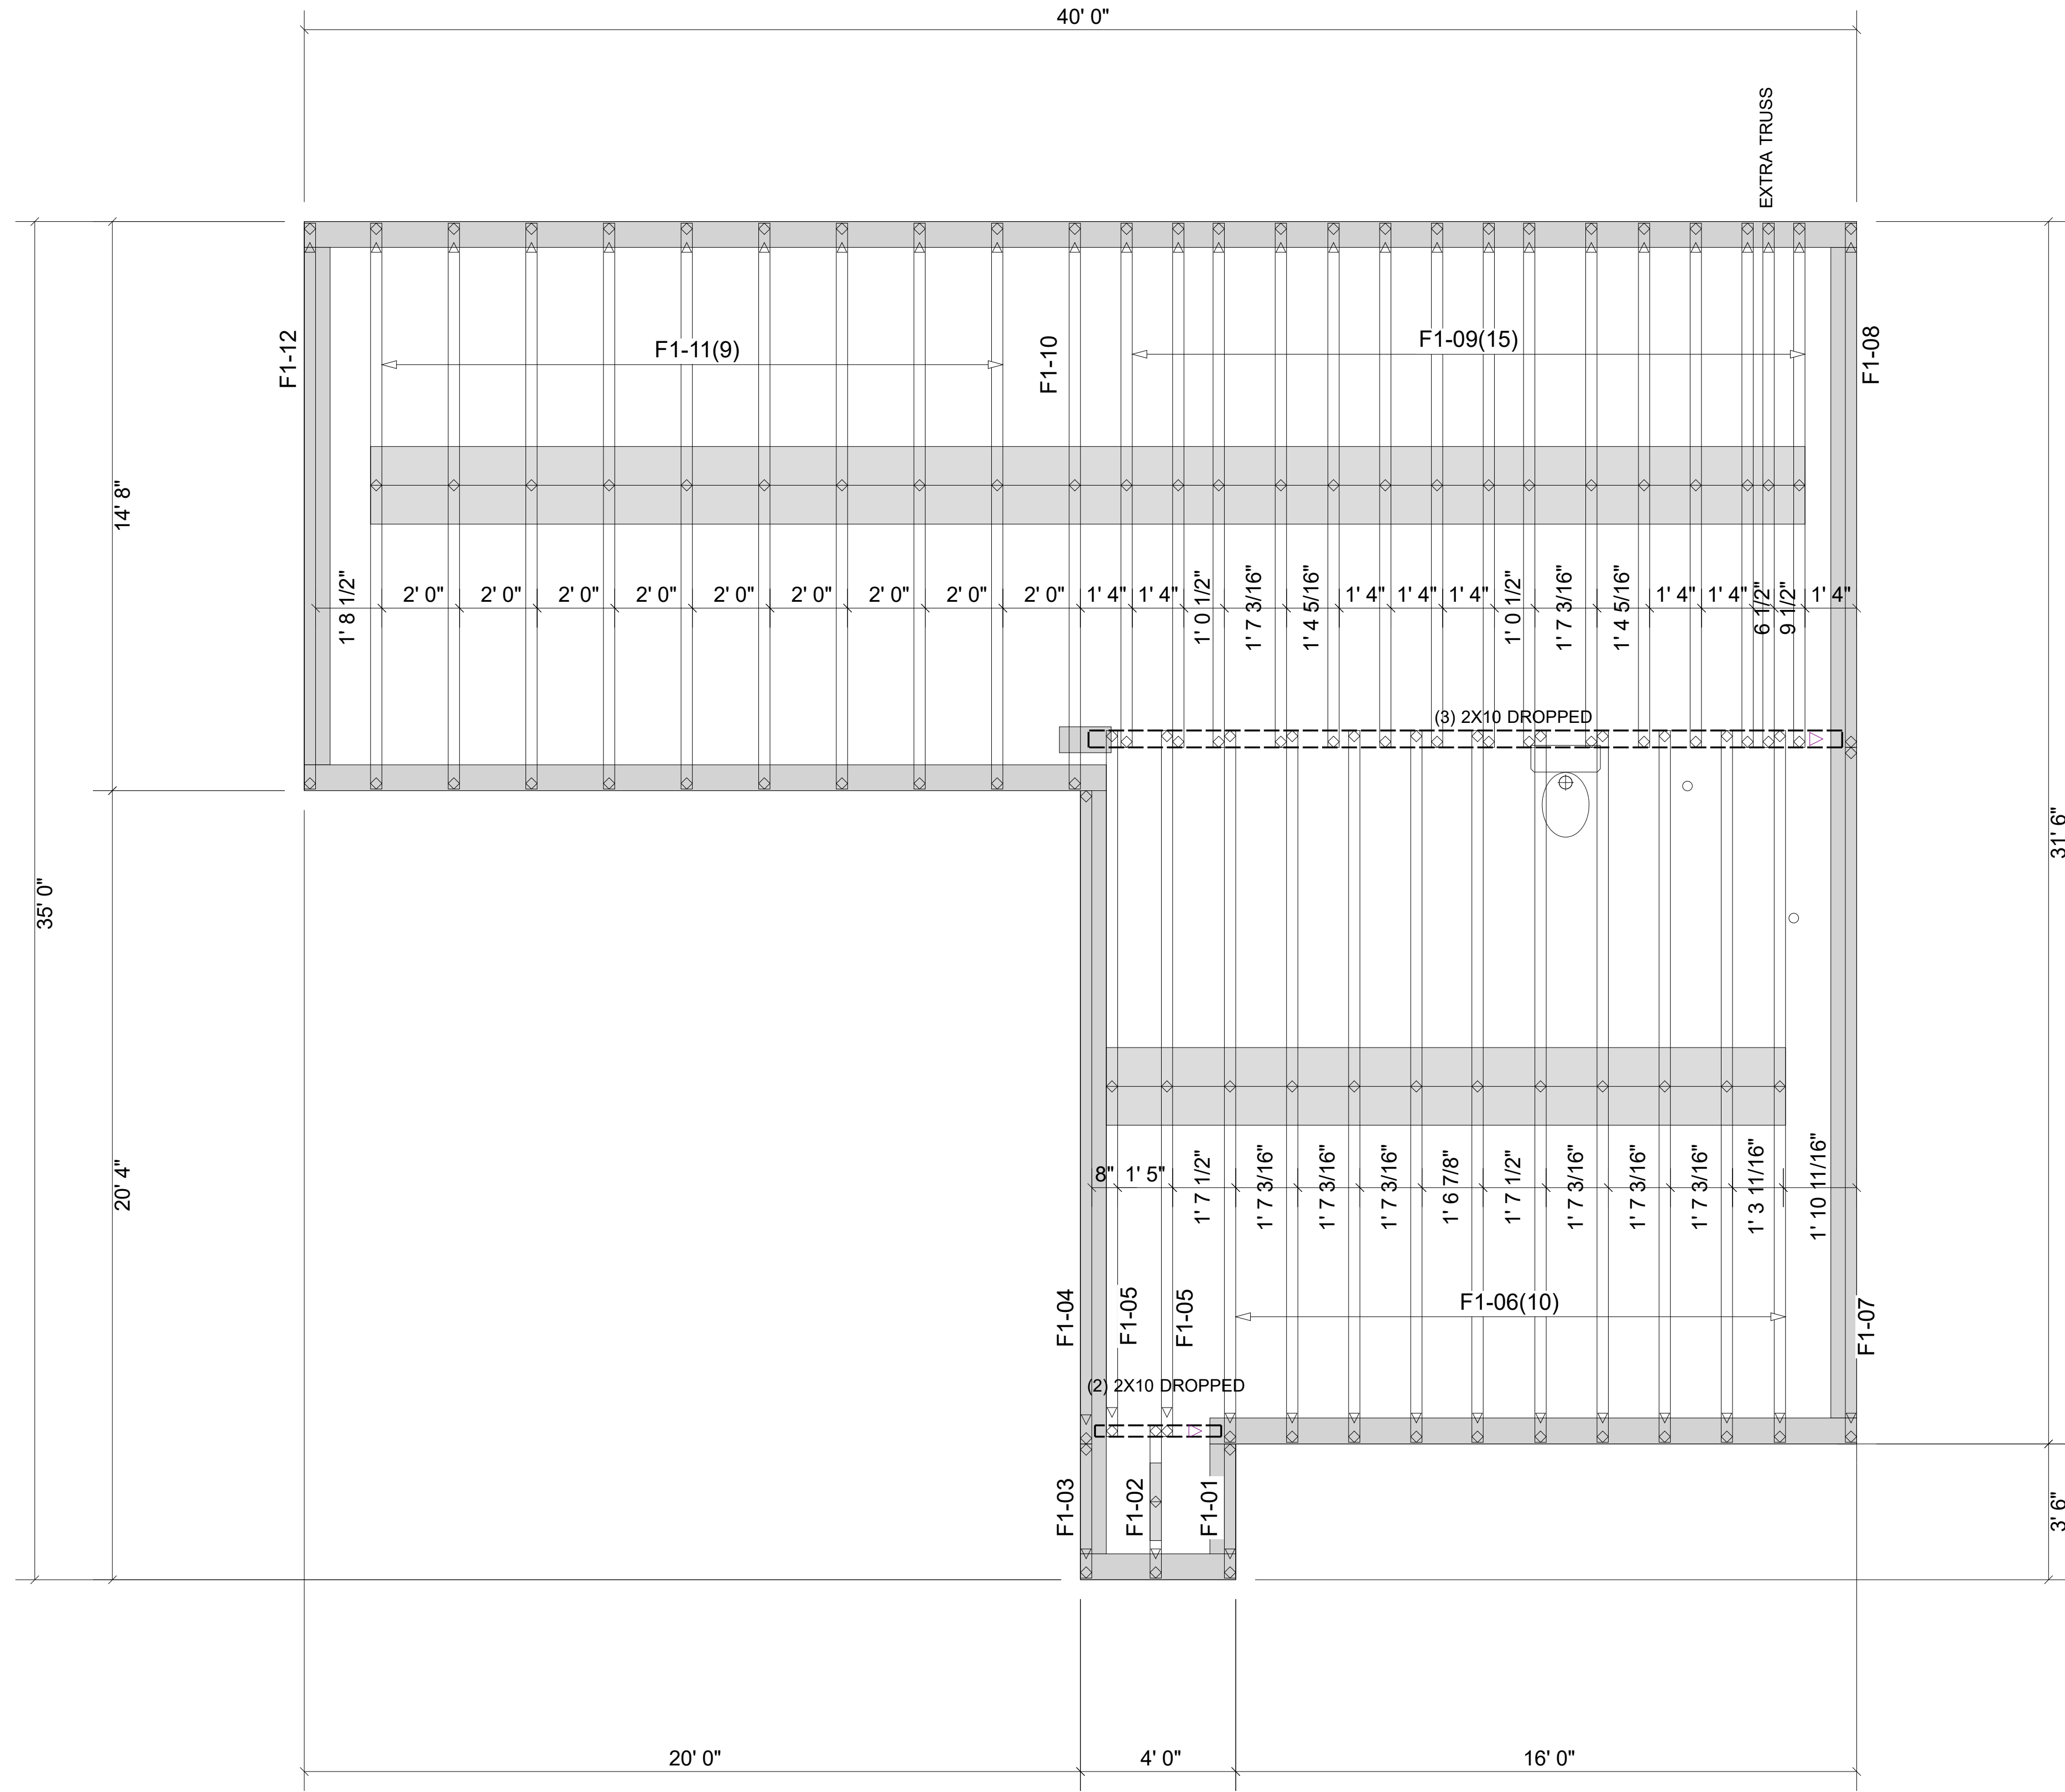 40' 0"
EXTRA TRUSS
F1-12
F1-11(9)
F1-10
F1-09(15)
F1-08
14' 8"
35' 0"
1' 8 1/2"
2' 0"
2' 0"
2' 0"
2' 0"
2' 0"
2' 0"
2' 0"
2' 0"
2' 0"
1' 4"
1' 4"
1' 0 1/2"
1' 7 3/16"
1' 4 5/16"
1' 4"
1' 4"
1' 4"
1' 0 1/2"
1' 7 3/16"
1' 4 5/16"
1' 4"
1' 4"
6 1/2"
9 1/2"
1' 4"
(3) 2X10 DROPPED
31' 6"
20' 4"
8"
1' 5"
1' 7 1/2"
1' 7 3/16"
1' 7 3/16"
1' 7 3/16"
1' 6 7/8"
1' 7 1/2"
1' 7 3/16"
1' 7 3/16"
1' 7 3/16"
1' 3 11/16"
1' 10 11/16"
F1-04
F1-05
F1-05
F1-06(10)
F1-07
(2) 2X10 DROPPED
F1-03
F1-02
F1-01
3' 6"
20' 0"
4' 0"
16' 0"